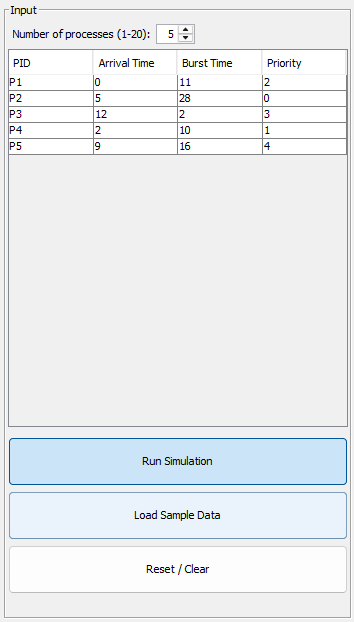 Input
Number of processes (1-20): 5
PID Arrival Time Burst Time Priority
P1 0 11 2
P2 5 28 0
P3 12 2 3
P4 2 10 1
P5 9 16 4
Run Simulation
Load Sample Data
Reset / Clear